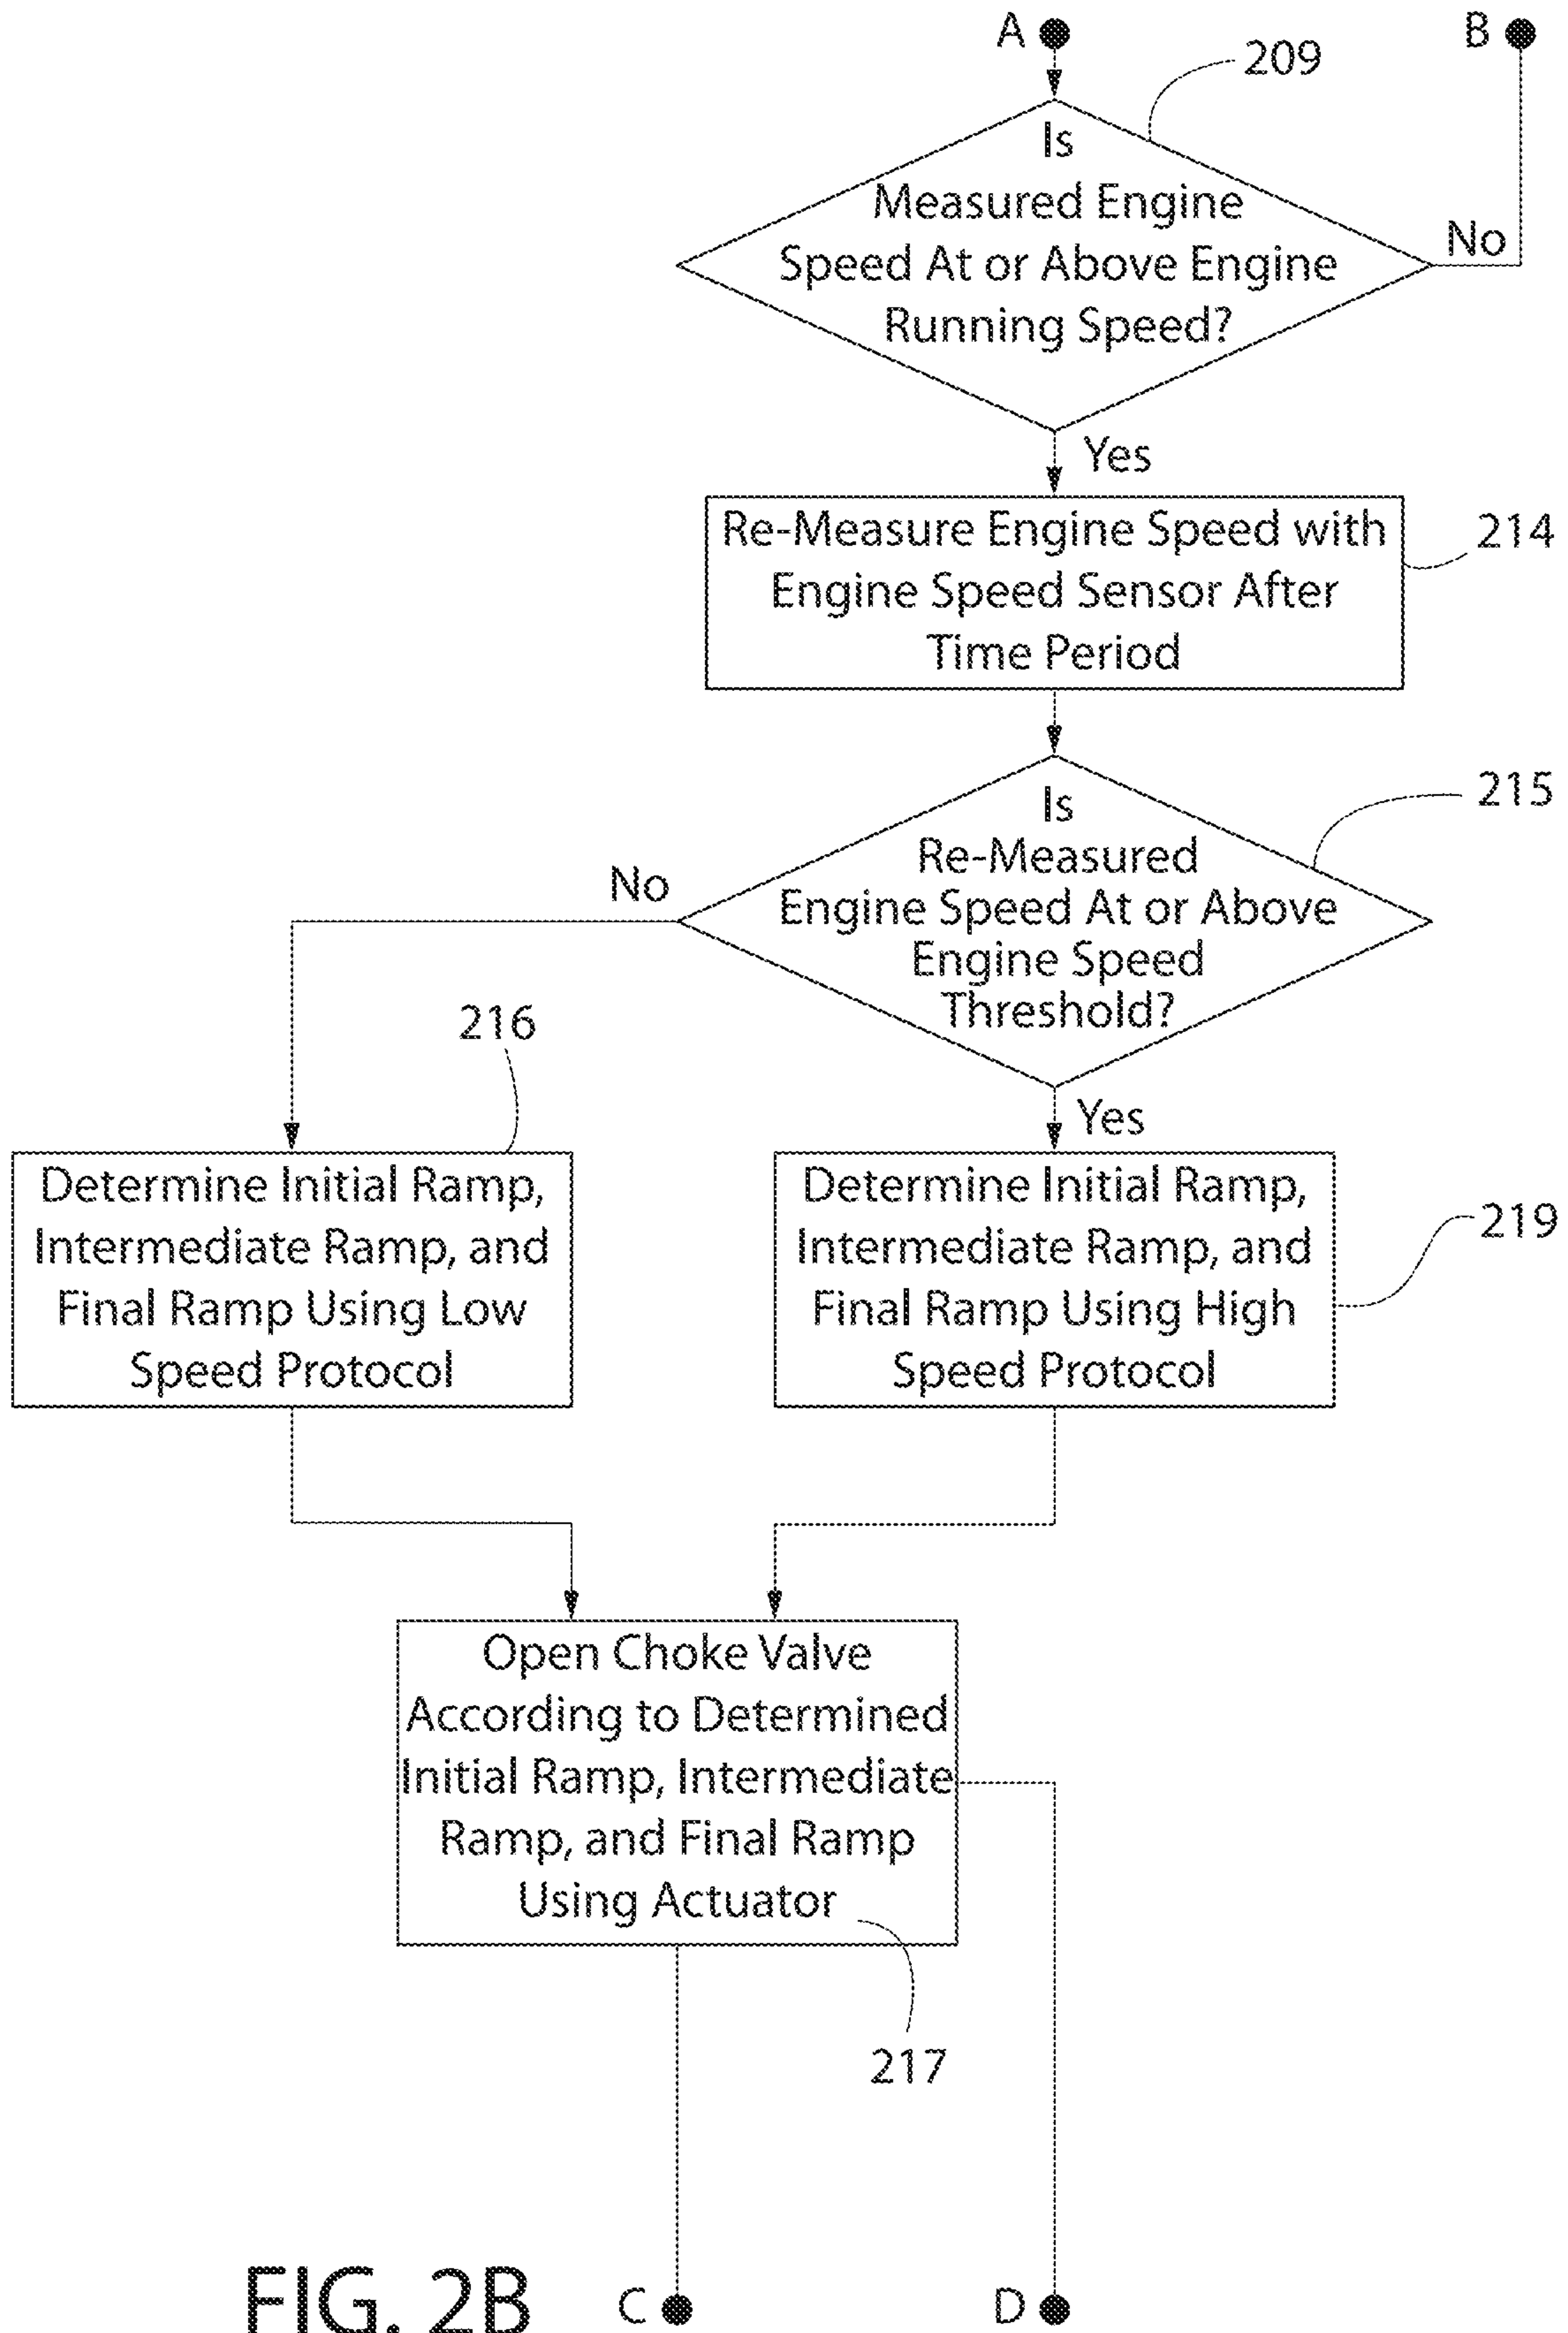 A
B
209
Is
Measured Engine
Speed At or Above Engine
Running Speed?
No
Yes
Re-Measure Engine Speed with
Engine Speed Sensor After
Time Period
214
Is
Re-Measured
Engine Speed At or Above
Engine Speed
Threshold?
215
No
Yes
216
Determine Initial Ramp,
Intermediate Ramp, and
Final Ramp Using Low
Speed Protocol
Determine Initial Ramp,
Intermediate Ramp, and
Final Ramp Using High
Speed Protocol
219
Open Choke Valve
According to Determined
Initial Ramp, Intermediate
Ramp, and Final Ramp
Using Actuator
217
FIG. 2B
C
D